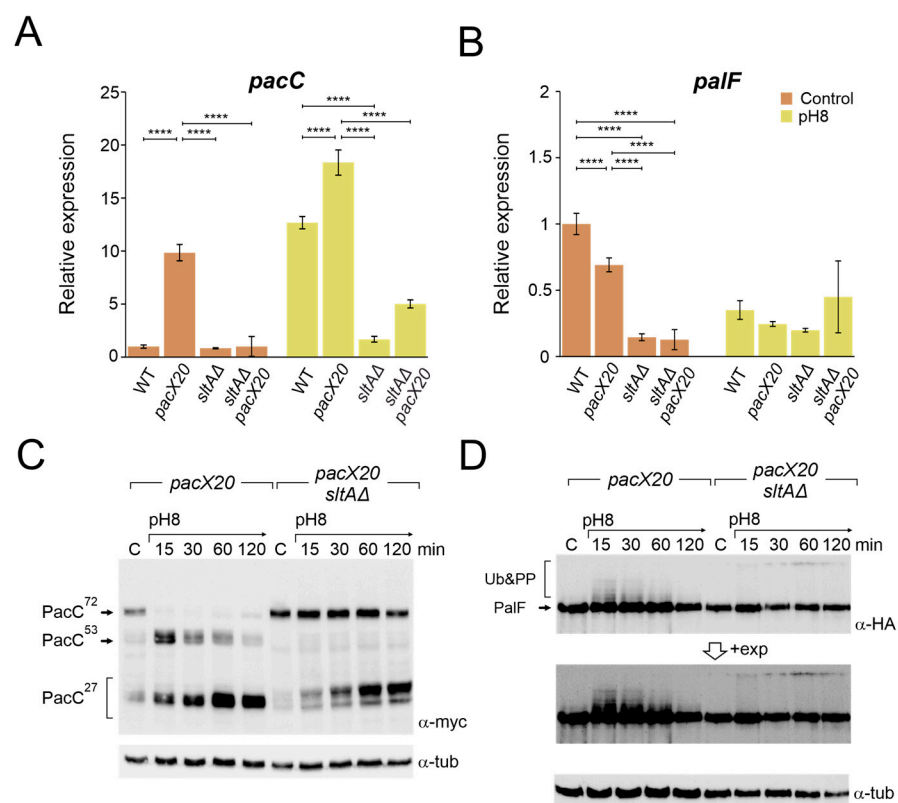 A
pacC
Relative expression
25
20
15
10
5
0
**** **** ****
**** **** **** ****
WT pacX20 sltAΔ sltAΔ pacX20 WT pacX20 sltAΔ sltAΔ pacX20
B
palF
Control
pH8
Relative expression
2
1.5
1
0.5
0
****
****
****
**** ****
WT pacX20 sltAΔ sltAΔ pacX20 WT pacX20 sltAΔ sltAΔ pacX20
C
pacX20 pacX20 sltAΔ
pH8 pH8
C 15 30 60 120 C 15 30 60 120 min
PacC72
PacC53
PacC27
α-myc
α-tub
D
pacX20 pacX20 sltAΔ
pH8 pH8
C 15 30 60 120 C 15 30 60 120 min
Ub&PP
PalF
α-HA
+exp
α-tub